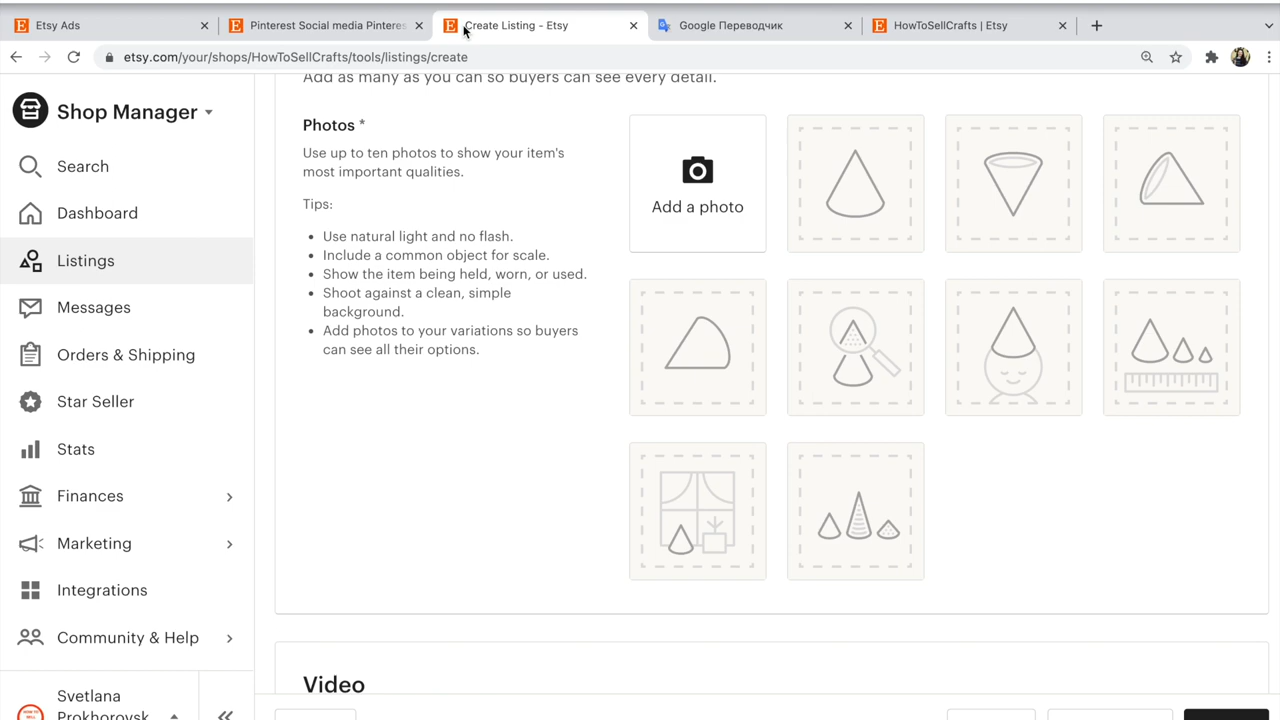 Etsy Ads
Pinterest Social media Pinteres
Create Listing - Etsy
Google Переводчик
HowToSellCrafts | Etsy
etsy.com/your/shops/HowToSellCrafts/tools/listings/create
Add as many as you can so buyers can see every detail.
Shop Manager
Search
Dashboard
Listings
Messages
Orders & Shipping
Star Seller
Stats
Finances
Marketing
Integrations
Community & Help
Svetlana
Prokhorovsk
Photos *
Use up to ten photos to show your item's
most important qualities.
Tips:
• Use natural light and no flash.
• Include a common object for scale.
• Show the item being held, worn, or used.
• Shoot against a clean, simple
background.
• Add photos to your variations so buyers
can see all their options.
Add a photo
Video